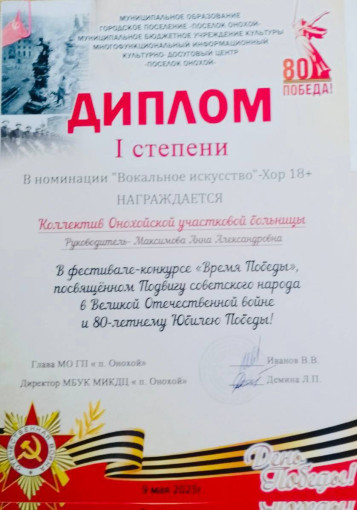 МУНИЦИПАЛЬНОЕ ОБРАЗОВАНИЕ
ГОРОДСКОЕ ПОСЕЛЕНИЕ «ПОСЕЛОК ОНОХОЙ»
МУНИЦИПАЛЬНОЕ БЮДЖЕТНОЕ УЧРЕЖДЕНИЕ КУЛЬТУРЫ
МНОГОФУНКЦИОНАЛЬНЫЙ ИНФОРМАЦИОННЫЙ
КУЛЬТУРНО- ДОСУГОВЫЙ ЦЕНТР
«ПОСЕЛОК ОНОХОЙ»
80
ПОБЕДА!
ДИПЛОМ
I степени
В номинации "Вокальное искусство"-Хор 18+
НАГРАЖДАЕТСЯ
Коллектив Онохойской участковой больницы
Руководитель- Максимова Анна Александровна
В фестивале-конкурсе «Время Победы»,
посвящённом Подвигу советского народа
в Великой Отечественной войне
и 80-летнему Юбилею Победы!
Глава МО ГП « п. Онохой»
Иванов В.В.
Директор МБУК МИКДЦ « п. Онохой»
Демина Л.П.
День
Победы!
9 мая 2025г.